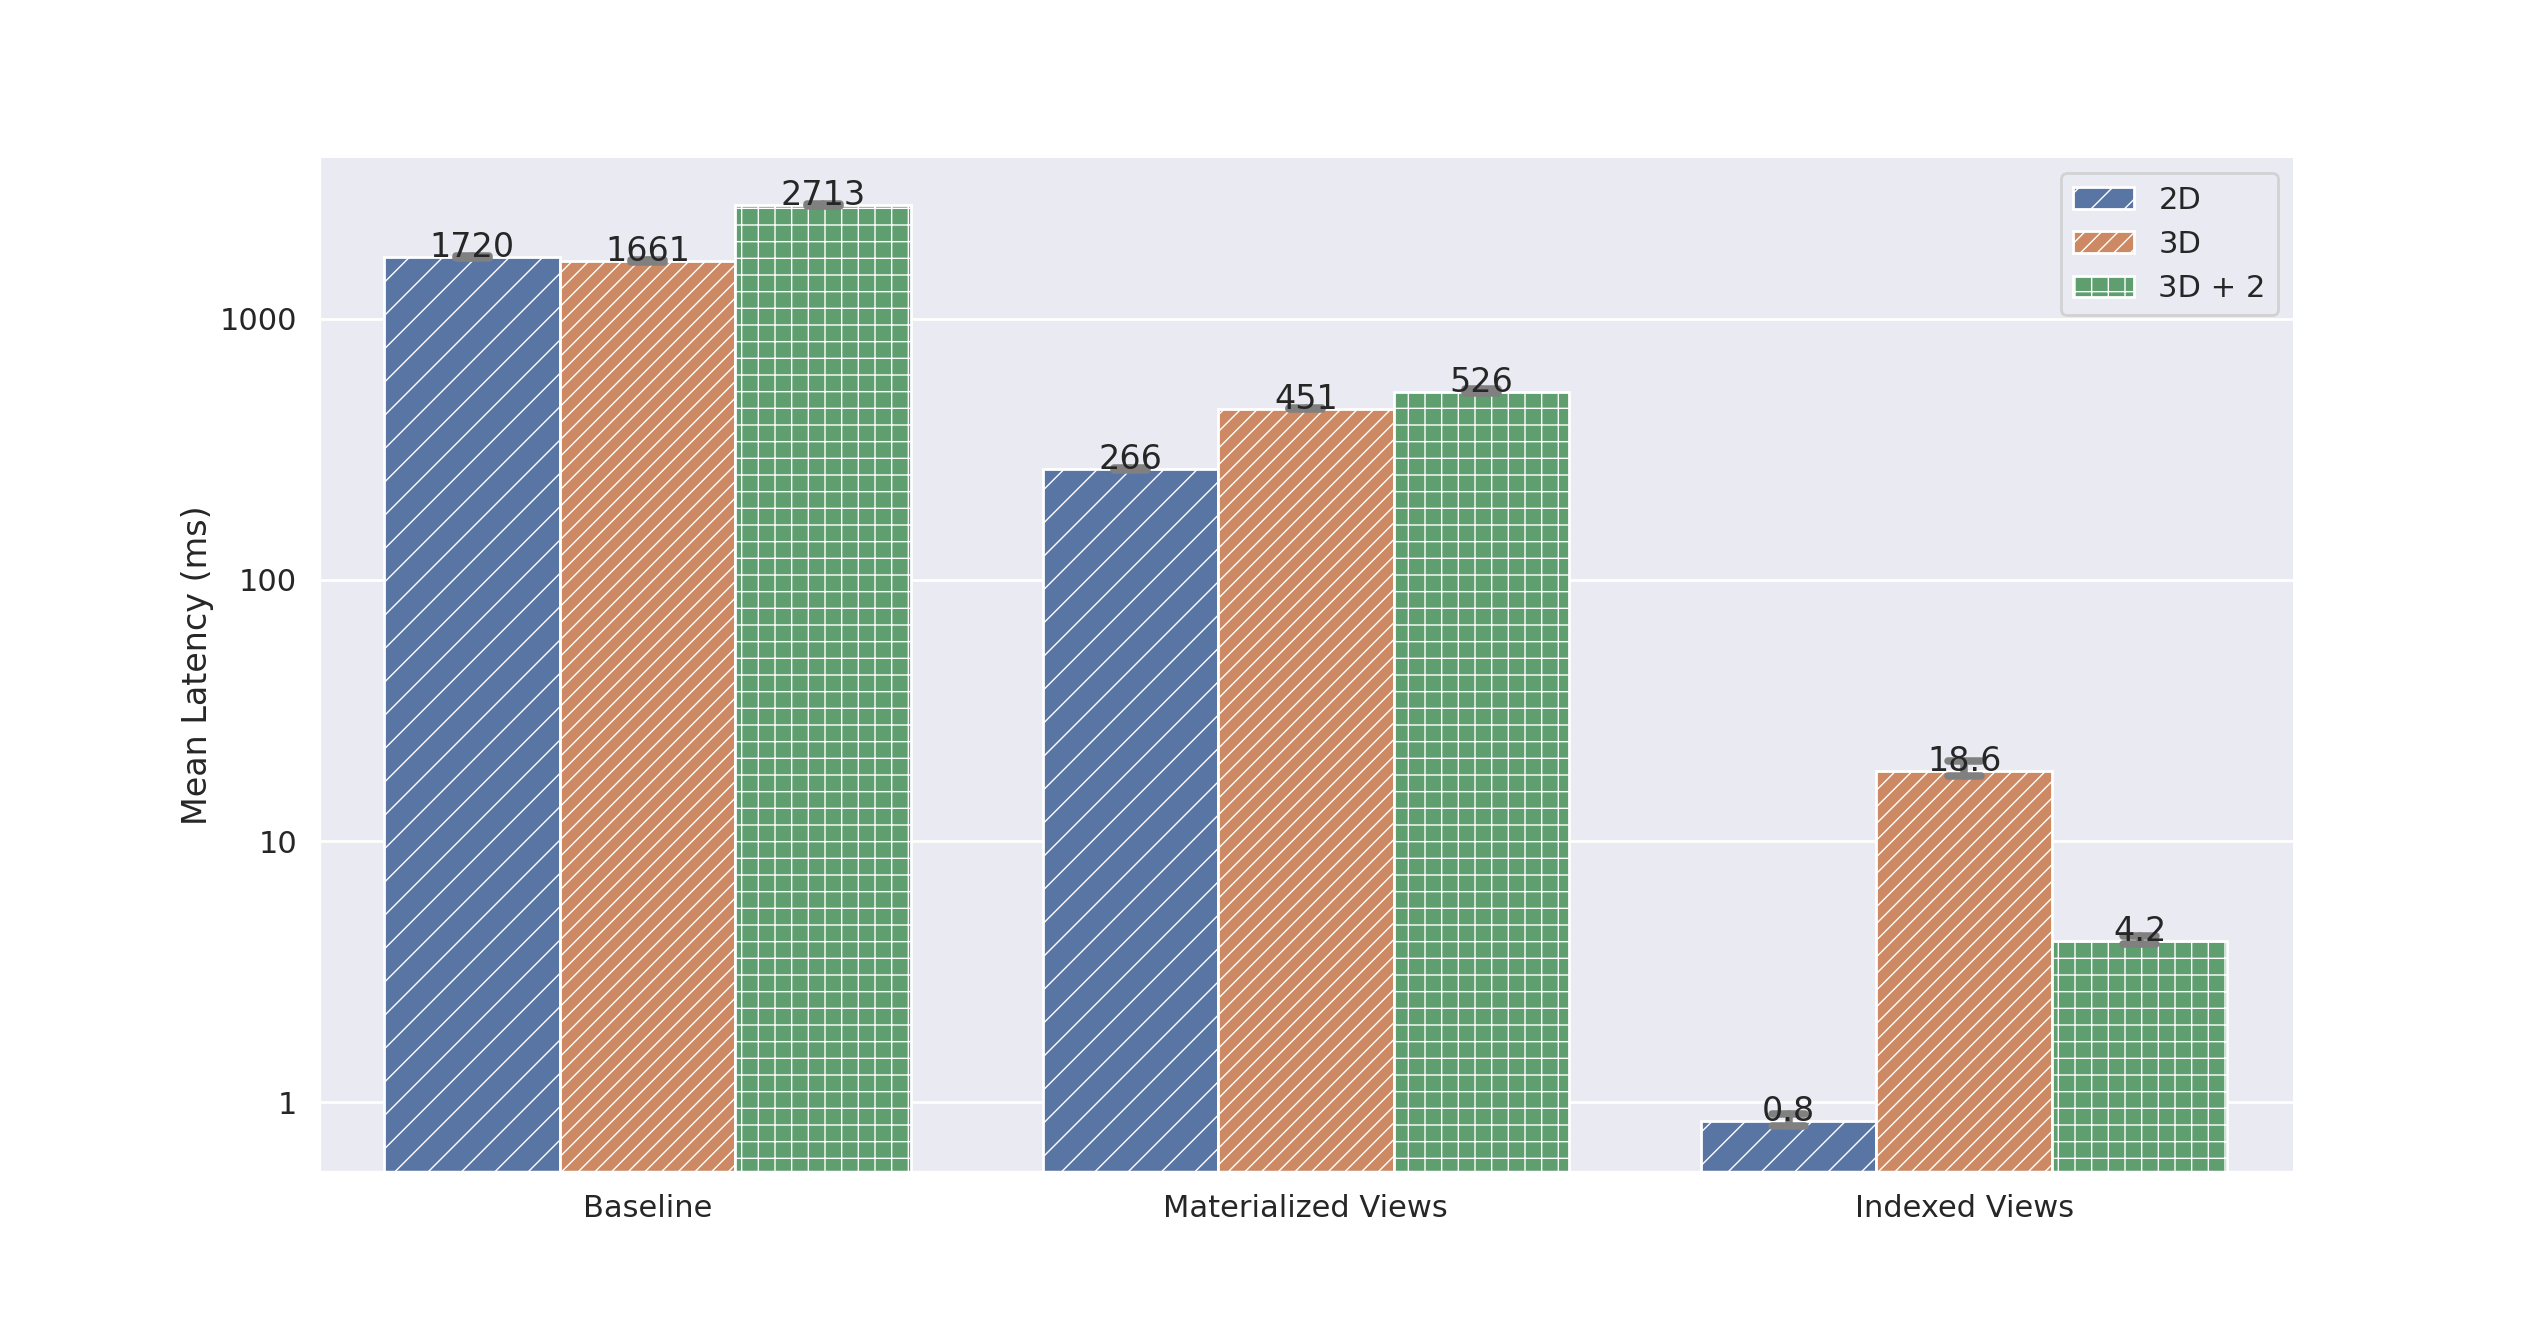 2713
1720
1661
526
451
266
18.6
4.2
0.8
2D
3D
3D + 2
1000
100
10
1
Mean Latency (ms)
Baseline
Materialized Views
Indexed Views